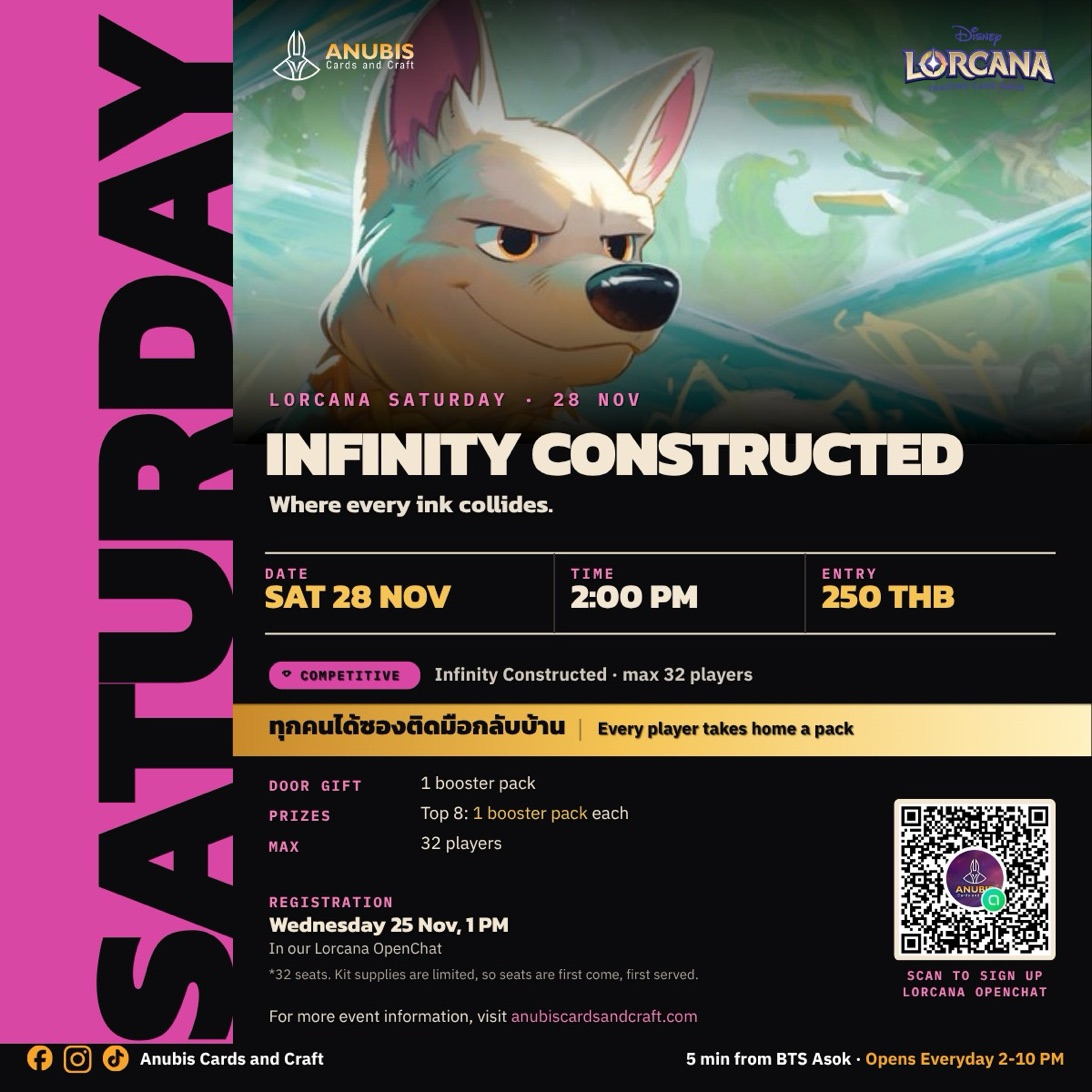 SATURDAY
ANUBIS
Cards and Craft
Disney
LORCANA
LORCANA SATURDAY · 28 NOV
INFINITY CONSTRUCTED
Where every ink collides.
DATE
SAT 28 NOV
TIME
2:00 PM
ENTRY
250 THB
COMPETITIVE
Infinity Constructed · max 32 players
ทุกคนได้ซองติดมือกลับบ้าน | Every player takes home a pack
DOOR GIFT 1 booster pack
PRIZES Top 8: 1 booster pack each
MAX 32 players
REGISTRATION
Wednesday 25 Nov, 1 PM
In our Lorcana OpenChat
*32 seats. Kit supplies are limited, so seats are first come, first served.
For more event information, visit anubiscardsandcraft.com
ANUBIS
SCAN TO SIGN UP
LORCANA OPENCHAT
Anubis Cards and Craft
5 min from BTS Asok · Opens Everyday 2-10 PM